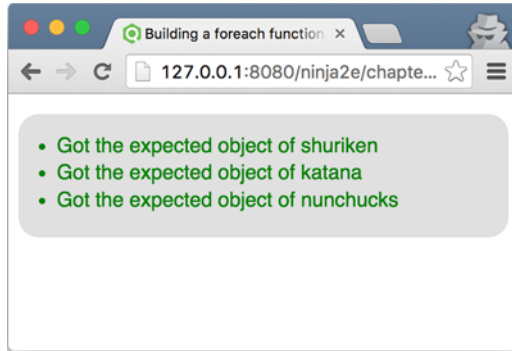 Building a foreach function
127.0.0.1:8080/ninja2e/chapte...
Got the expected object of shuriken
Got the expected object of katana
Got the expected object of nunchucks